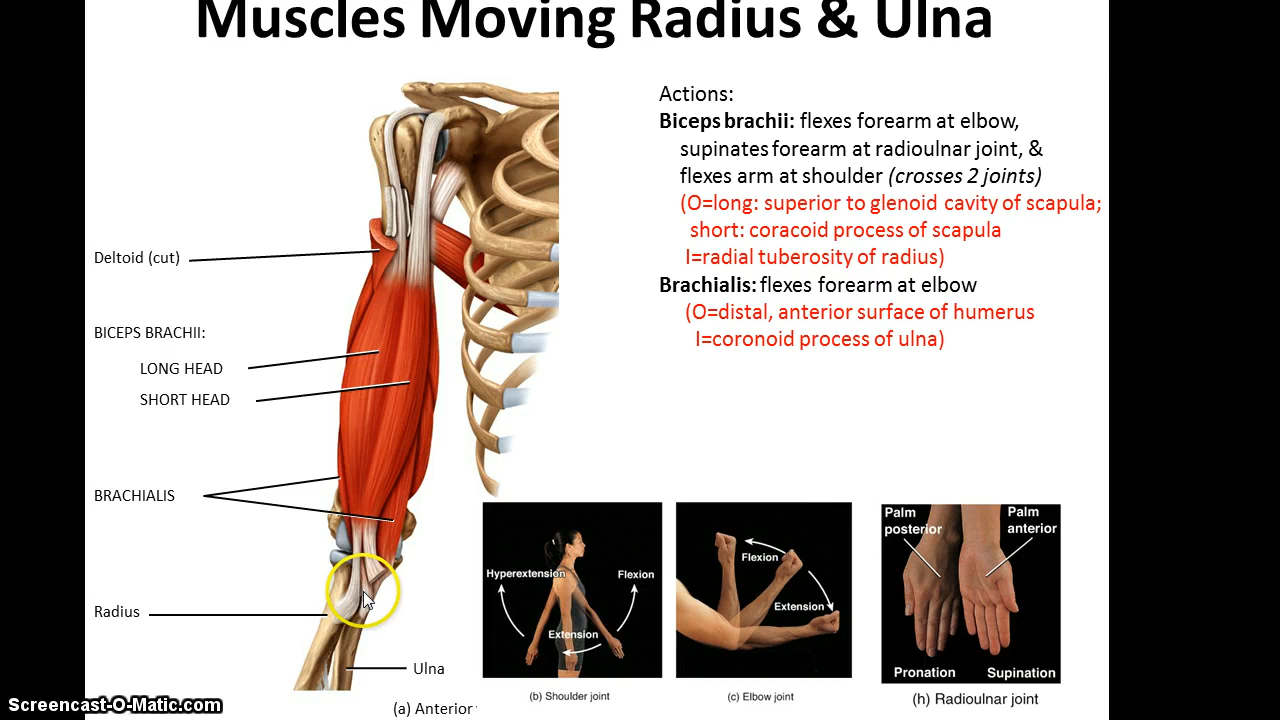 Muscles Moving Radius & Ulna
Actions:
Biceps brachii: flexes forearm at elbow,
supinates forearm at radioulnar joint, &
flexes arm at shoulder (crosses 2 joints)
(O=long: superior to glenoid cavity of scapula;
short: coracoid process of scapula
I=radial tuberosity of radius)
Brachialis: flexes forearm at elbow
(O=distal, anterior surface of humerus
I=coronoid process of ulna)
Deltoid (cut)
BICEPS BRACHII:
LONG HEAD
SHORT HEAD
BRACHIALIS
Radius
Ulna
(a) Anterior
Hyperextension
Flexion
Extension
(b) Shoulder joint
Flexion
Extension
(c) Elbow joint
Palm
posterior
Palm
anterior
Pronation
Supination
(h) Radioulnar joint
Screencast-O-Matic.com